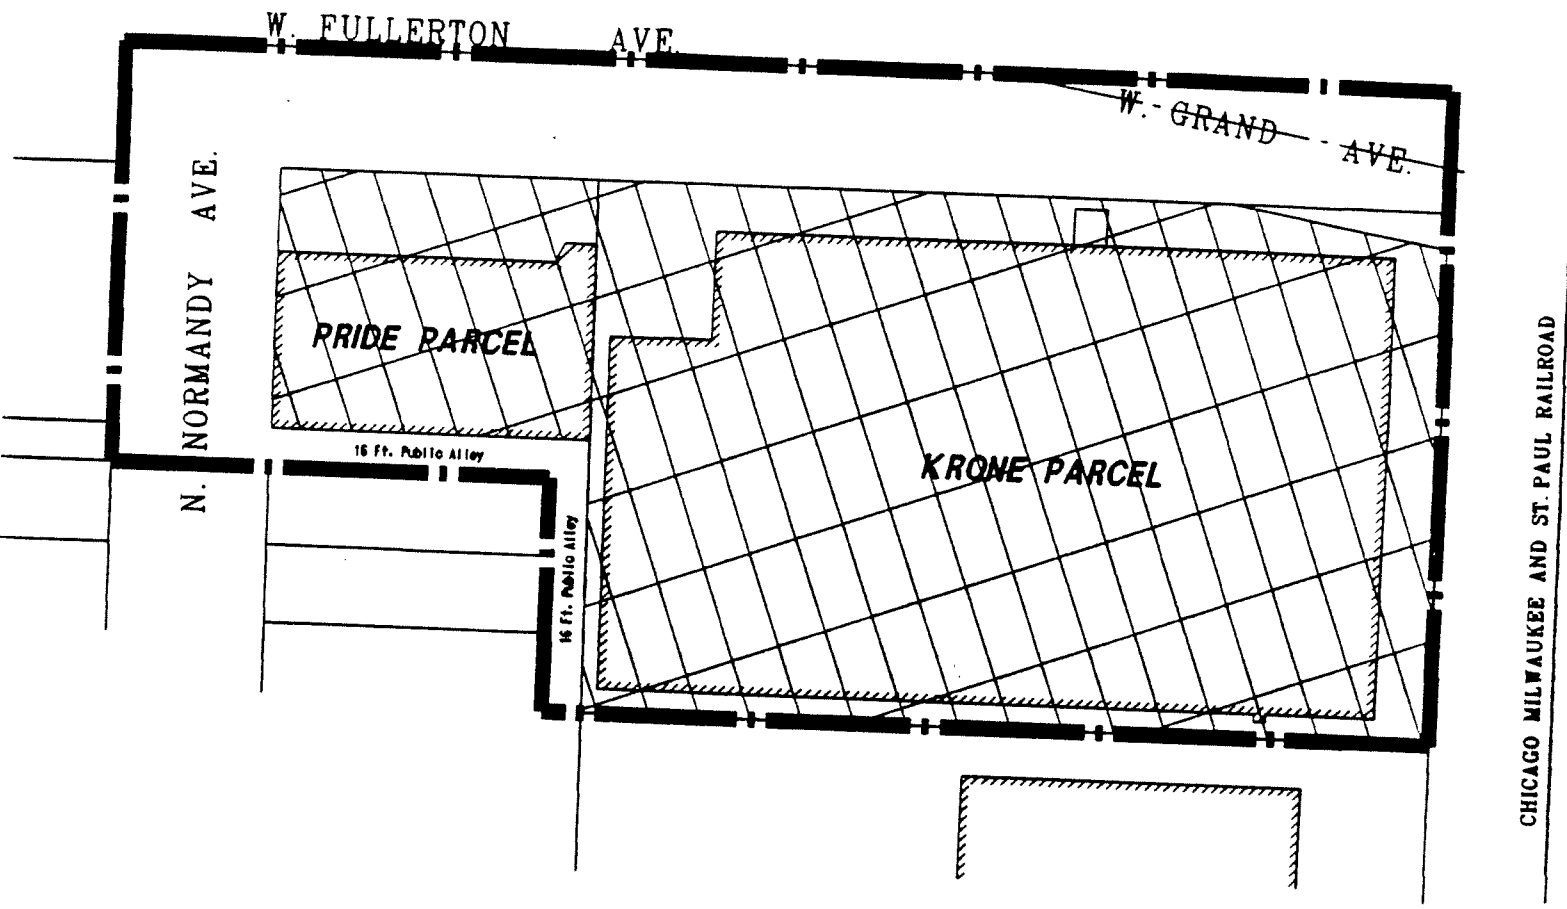 W. FULLERTON AVE.
W. GRAND AVE.
N. NORMANDY AVE.
PRIDE PARCEL
16 Ft. Public Alley
16 Ft. Public Alley
KRONE PARCEL
CHICAGO MILWAUKEE AND ST. PAUL RAILROAD